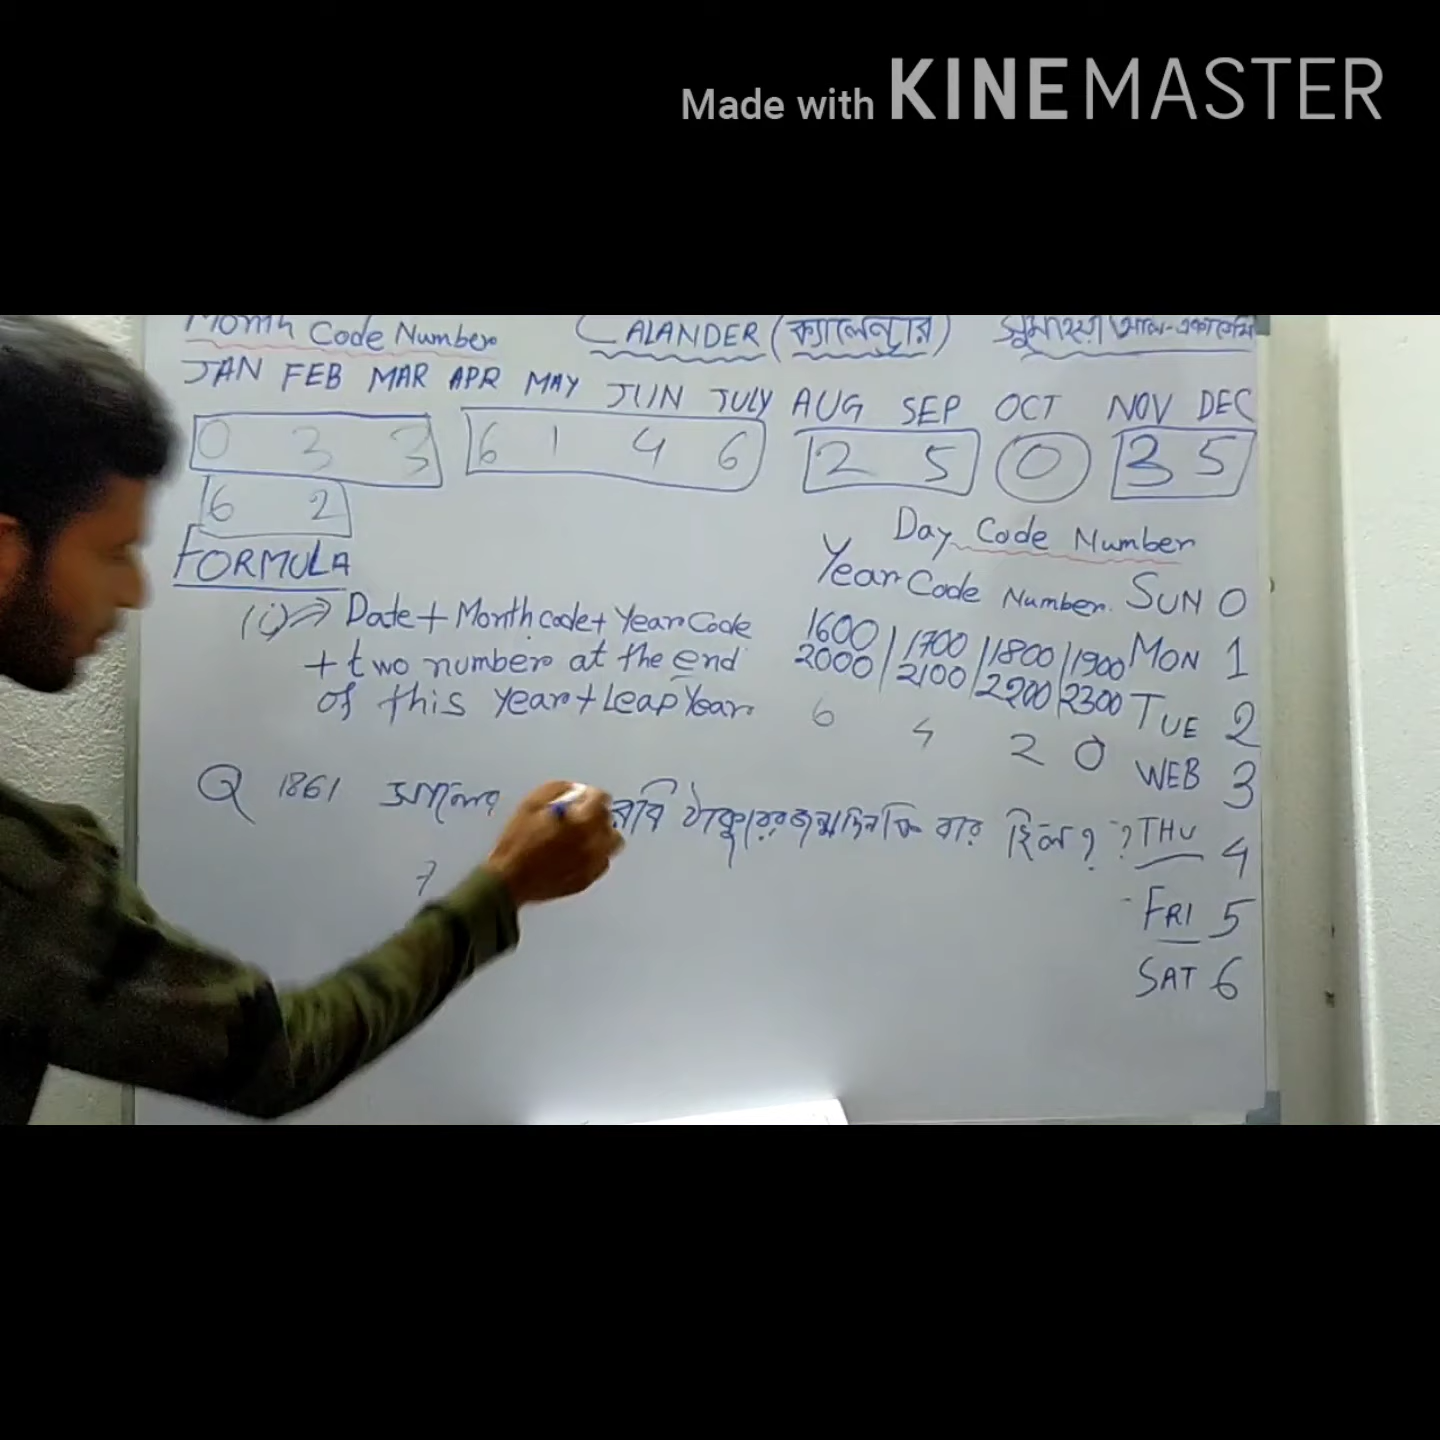 Made with KINEMASTER
Month Code Number CALANDER (ক্যালেন্ডার)
JAN FEB MAR APR MAY JUN JULY AUG SEP OCT NOV DEC
0 3 3 6 1 4 6 2 5 0 3 5
6 2
Day Code Number
FORMULA
Year Code Number SUN 0
(i) ⇒ Date + Month code + Year Code
1600 | 1700 | 1800 | 1900 MON 1
+ two number at the end
2000 | 2100 | 2200 | 2300 TUE 2
of this Year + Leap Year.
6 4 2 0
WEB 3
Q 1861 সালের রবি ঠাকুরের জন্মদিন কি বার ছিল? ? THU 4
7
FRI 5
SAT 6